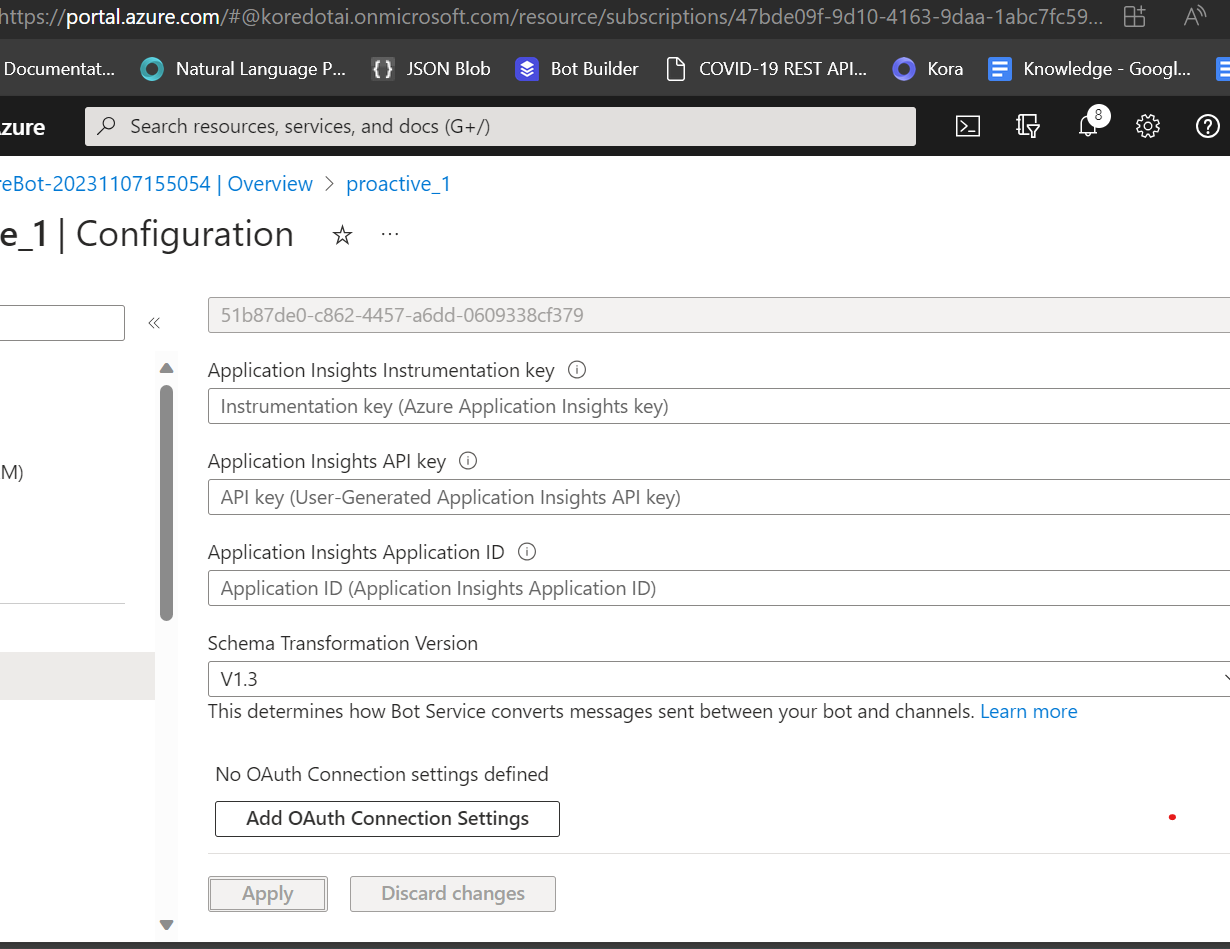 https://portal.azure.com/#@koredotai.onmicrosoft.com/resource/subscriptions/47bde09f-9d10-4163-9daa-1abc7fc59...
Documentat... Natural Language P... {} JSON Blob Bot Builder COVID-19 REST API... Kora Knowledge - Googl...
zure Search resources, services, and docs (G+/) 8
reBot-20231107155054 | Overview > proactive_1
e_1 | Configuration ...
51b87de0-c862-4457-a6dd-0609338cf379
Application Insights Instrumentation key
Instrumentation key (Azure Application Insights key)
Application Insights API key
M)
API key (User-Generated Application Insights API key)
Application Insights Application ID
Application ID (Application Insights Application ID)
Schema Transformation Version
V1.3
This determines how Bot Service converts messages sent between your bot and channels. Learn more
No OAuth Connection settings defined
Add OAuth Connection Settings
Apply Discard changes